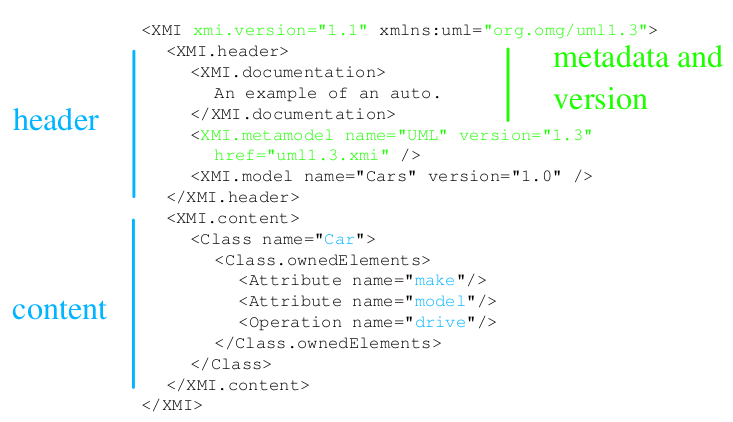 <XMI xmi.version="1.1" xmlns:uml="org.omg/uml1.3">
<XMI.header>
<XMI.documentation>
An example of an auto.
</XMI.documentation>
<XMI.metamodel name="UML" version="1.3"
href="uml1.3.xmi" />
<XMI.model name="Cars" version="1.0" />
</XMI.header>
<XMI.content>
<Class name="Car">
<Class.ownedElements>
<Attribute name="make"/>
<Attribute name="model"/>
<Operation name="drive"/>
</Class.ownedElements>
</Class>
</XMI.content>
</XMI>
header
content
metadata and
version